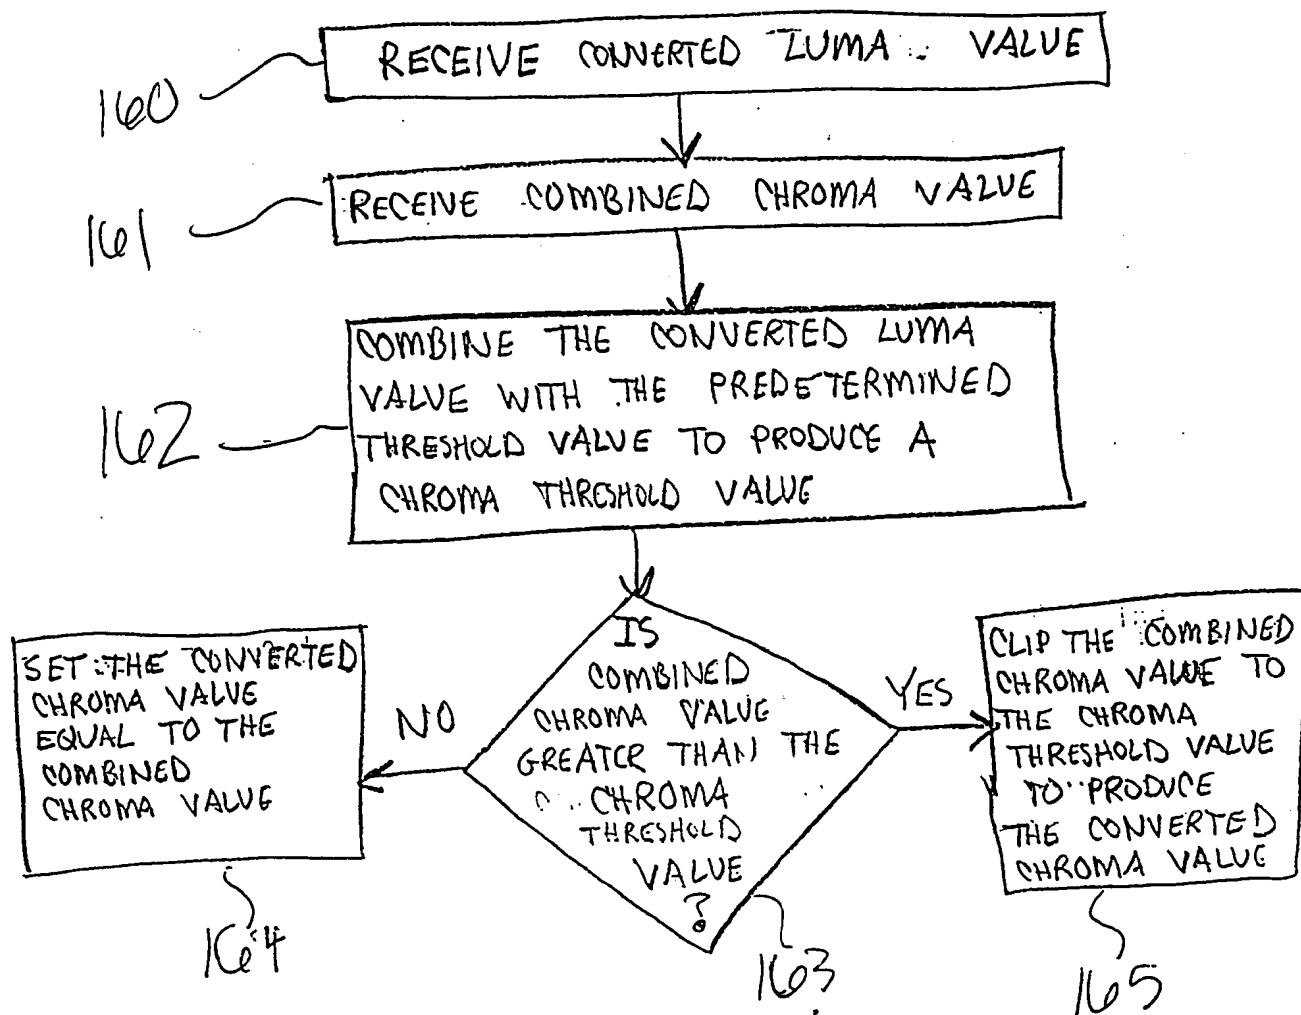 RECEIVE CONVERTED LUMA VALUE
160
RECEIVE COMBINED CHROMA VALUE
161
COMBINE THE CONVERTED LUMA
VALUE WITH THE PREDETERMINED
THRESHOLD VALUE TO PRODUCE A
CHROMA THRESHOLD VALUE
162
SET THE CONVERTED
CHROMA VALUE
EQUAL TO THE
COMBINED
CHROMA VALUE
NO
IS
COMBINED
CHROMA VALUE
GREATER THAN THE
CHROMA
THRESHOLD
VALUE
?
YES
CLIP THE COMBINED
CHROMA VALUE TO
THE CHROMA
THRESHOLD VALUE
TO PRODUCE
THE CONVERTED
CHROMA VALUE
164
163
165